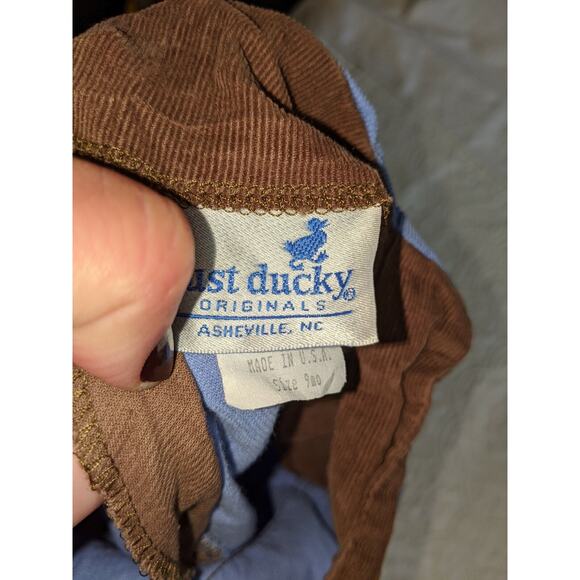 ust ducky®
ORIGINALS
ASHEVILLE, NC
MADE IN U.S.A.
Size 9mo